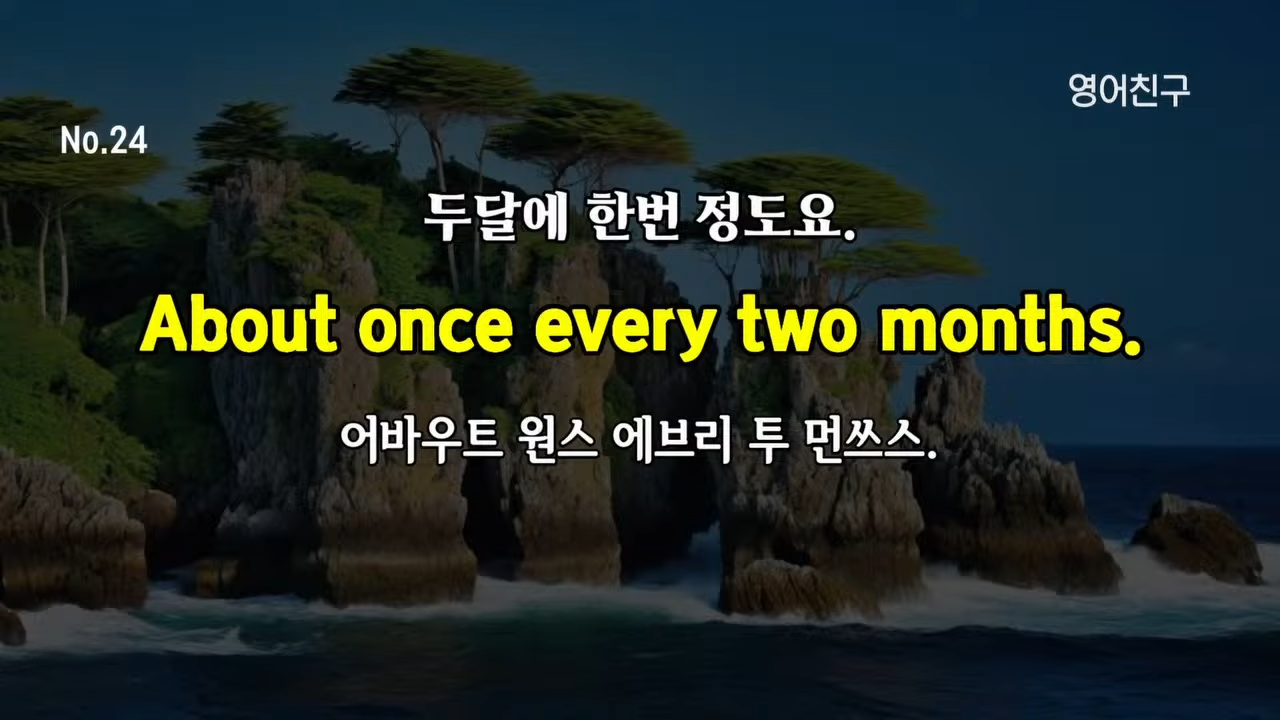 영어친구
No.24
두달에 한번 정도요.
About once every two months.
어바우트 원스 에브리 투 먼쓰스.